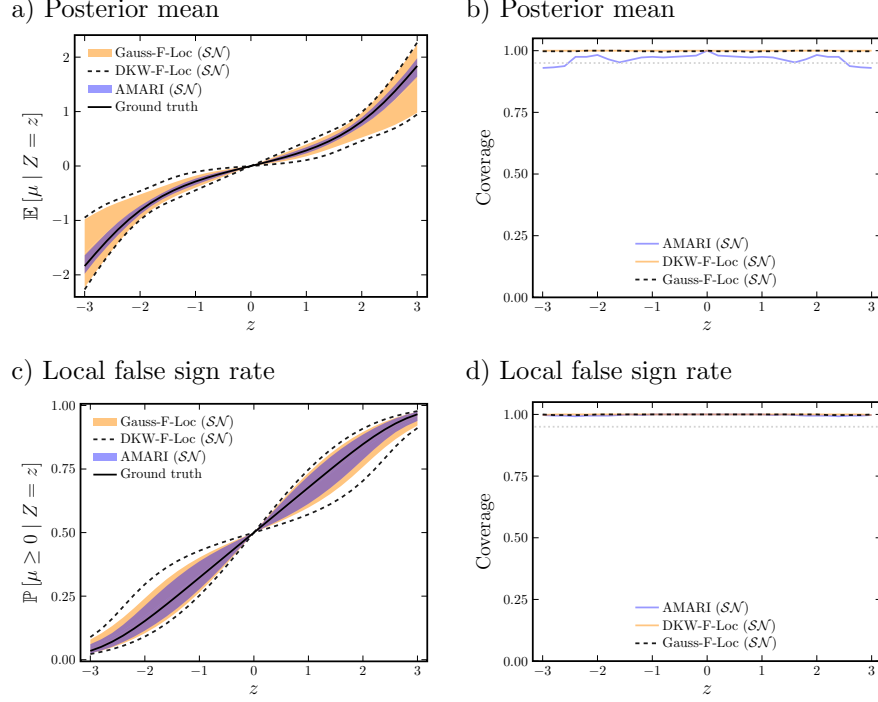 a) Posterior mean
2
1
0
−1
−2
𝔼 [μ | Z = z]
Gauss-F-Loc (𝒮𝒩)
DKW-F-Loc (𝒮𝒩)
AMARI (𝒮𝒩)
Ground truth
−3 −2 −1 0 1 2 3
z
b) Posterior mean
1.00
0.75
0.50
0.25
0.00
Coverage
AMARI (𝒮𝒩)
DKW-F-Loc (𝒮𝒩)
Gauss-F-Loc (𝒮𝒩)
−3 −2 −1 0 1 2 3
z
c) Local false sign rate
1.00
0.75
0.50
0.25
0.00
ℙ [μ ≥ 0 | Z = z]
Gauss-F-Loc (𝒮𝒩)
DKW-F-Loc (𝒮𝒩)
AMARI (𝒮𝒩)
Ground truth
−3 −2 −1 0 1 2 3
z
d) Local false sign rate
1.00
0.75
0.50
0.25
0.00
Coverage
AMARI (𝒮𝒩)
DKW-F-Loc (𝒮𝒩)
Gauss-F-Loc (𝒮𝒩)
−3 −2 −1 0 1 2 3
z